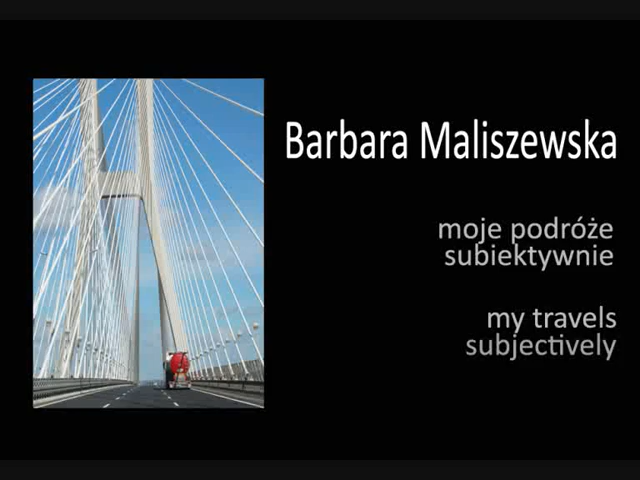 Barbara Maliszewska
moje podróże
subiektywnie
my travels
subjectively